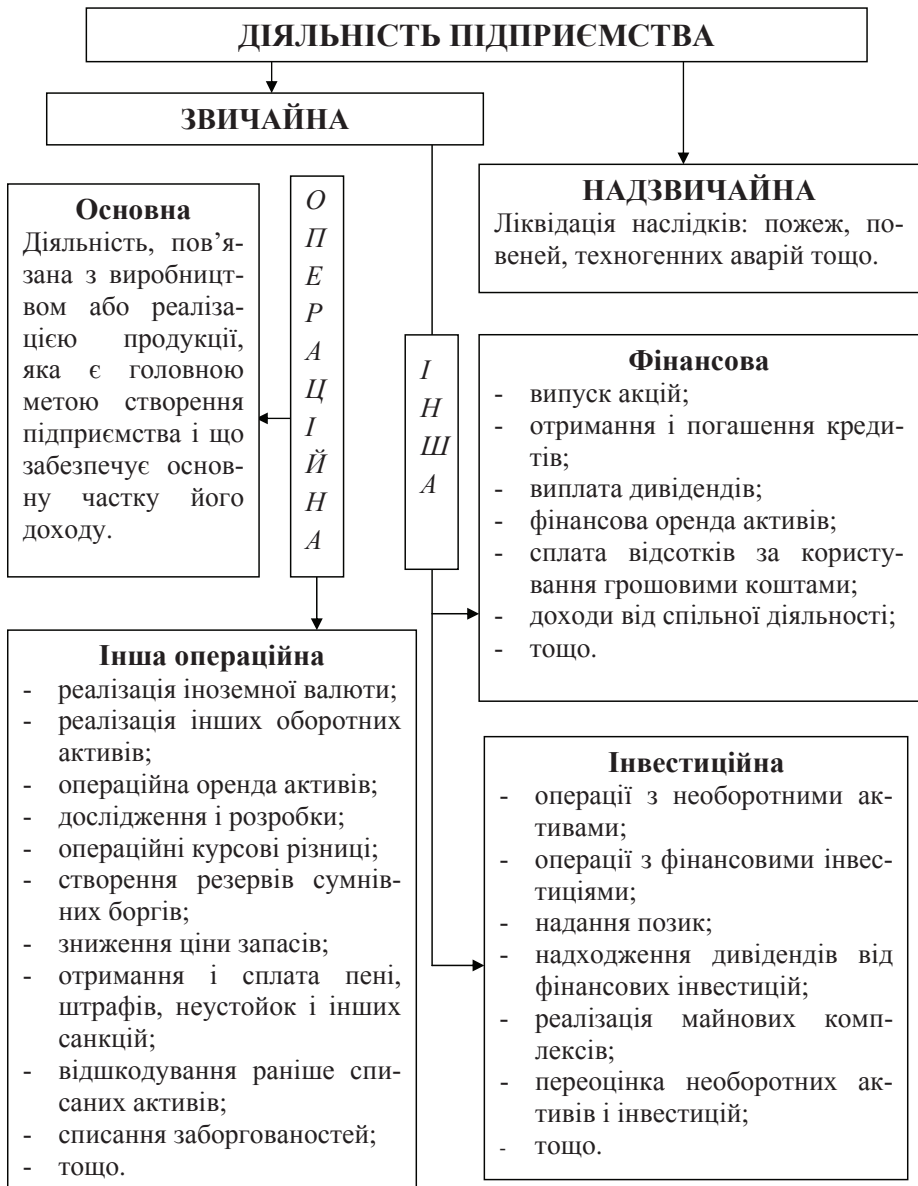 ДІЯЛЬНІСТЬ ПІДПРИЄМСТВА
ЗВИЧАЙНА
НАДЗВИЧАЙНА
Ліквідація наслідків: пожеж, по-
веней, техногенних аварій тощо.
Основна
Діяльність, пов’я-
зана з виробницт-
вом або реаліза-
цією продукції,
яка є головною
метою створення
підприємства і що
забезпечує основ-
ну частку його
доходу.
О
П
Е
Р
А
Ц
І
Й
Н
А
І
Н
Ш
А
Фінансова
- випуск акцій;
- отримання і погашення креди-
тів;
- виплата дивідендів;
- фінансова оренда активів;
- сплата відсотків за користу-
вання грошовими коштами;
- доходи від спільної діяльності;
- тощо.
Інша операційна
- реалізація іноземної валюти;
- реалізація інших оборотних
активів;
- операційна оренда активів;
- дослідження і розробки;
- операційні курсові різниці;
- створення резервів сумнів-
них боргів;
- зниження ціни запасів;
- отримання і сплата пені,
штрафів, неустойок і інших
санкцій;
- відшкодування раніше спи-
саних активів;
- списання заборгованостей;
- тощо.
Інвестиційна
- операції з необоротними ак-
тивами;
- операції з фінансовими інвес-
тиціями;
- надання позик;
- надходження дивідендів від
фінансових інвестицій;
- реалізація майнових комп-
лексів;
- переоцінка необоротних ак-
тивів і інвестицій;
- тощо.